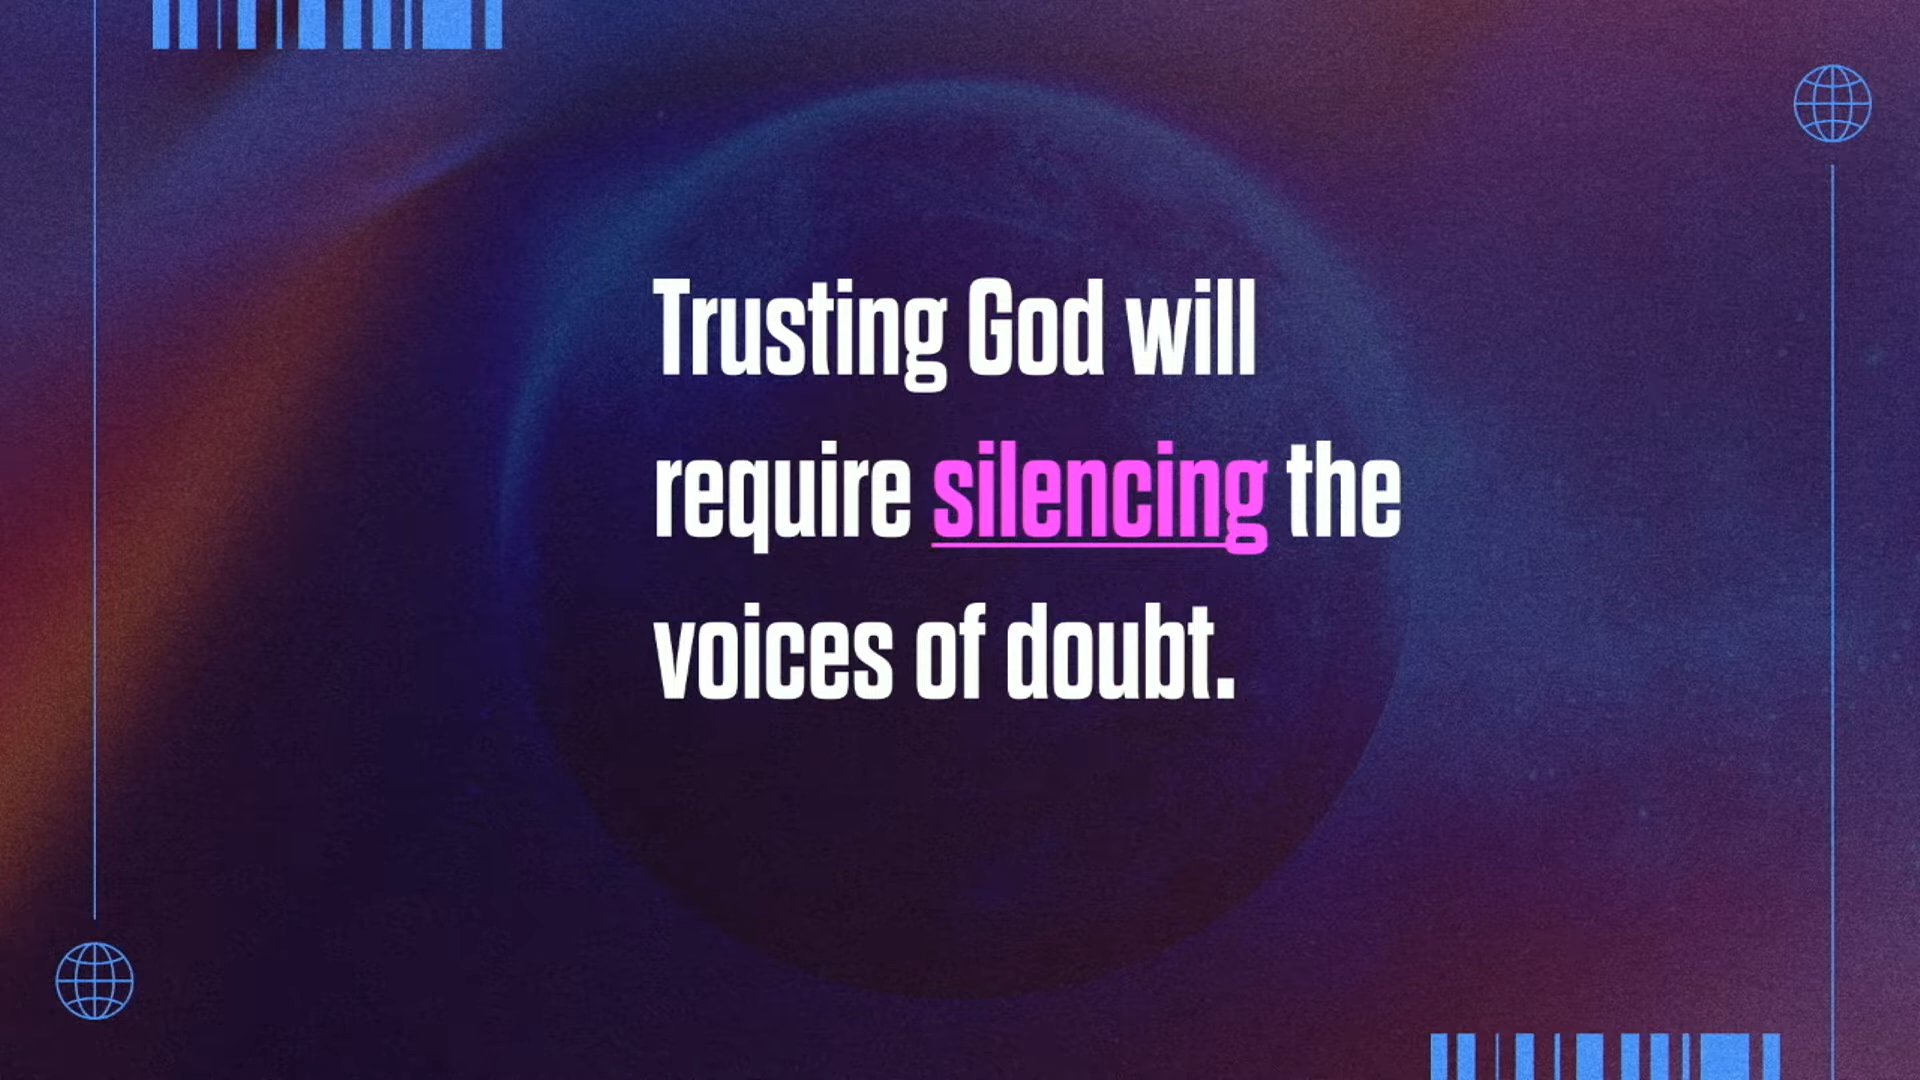 Trusting God will
require silencing the
voices of doubt.